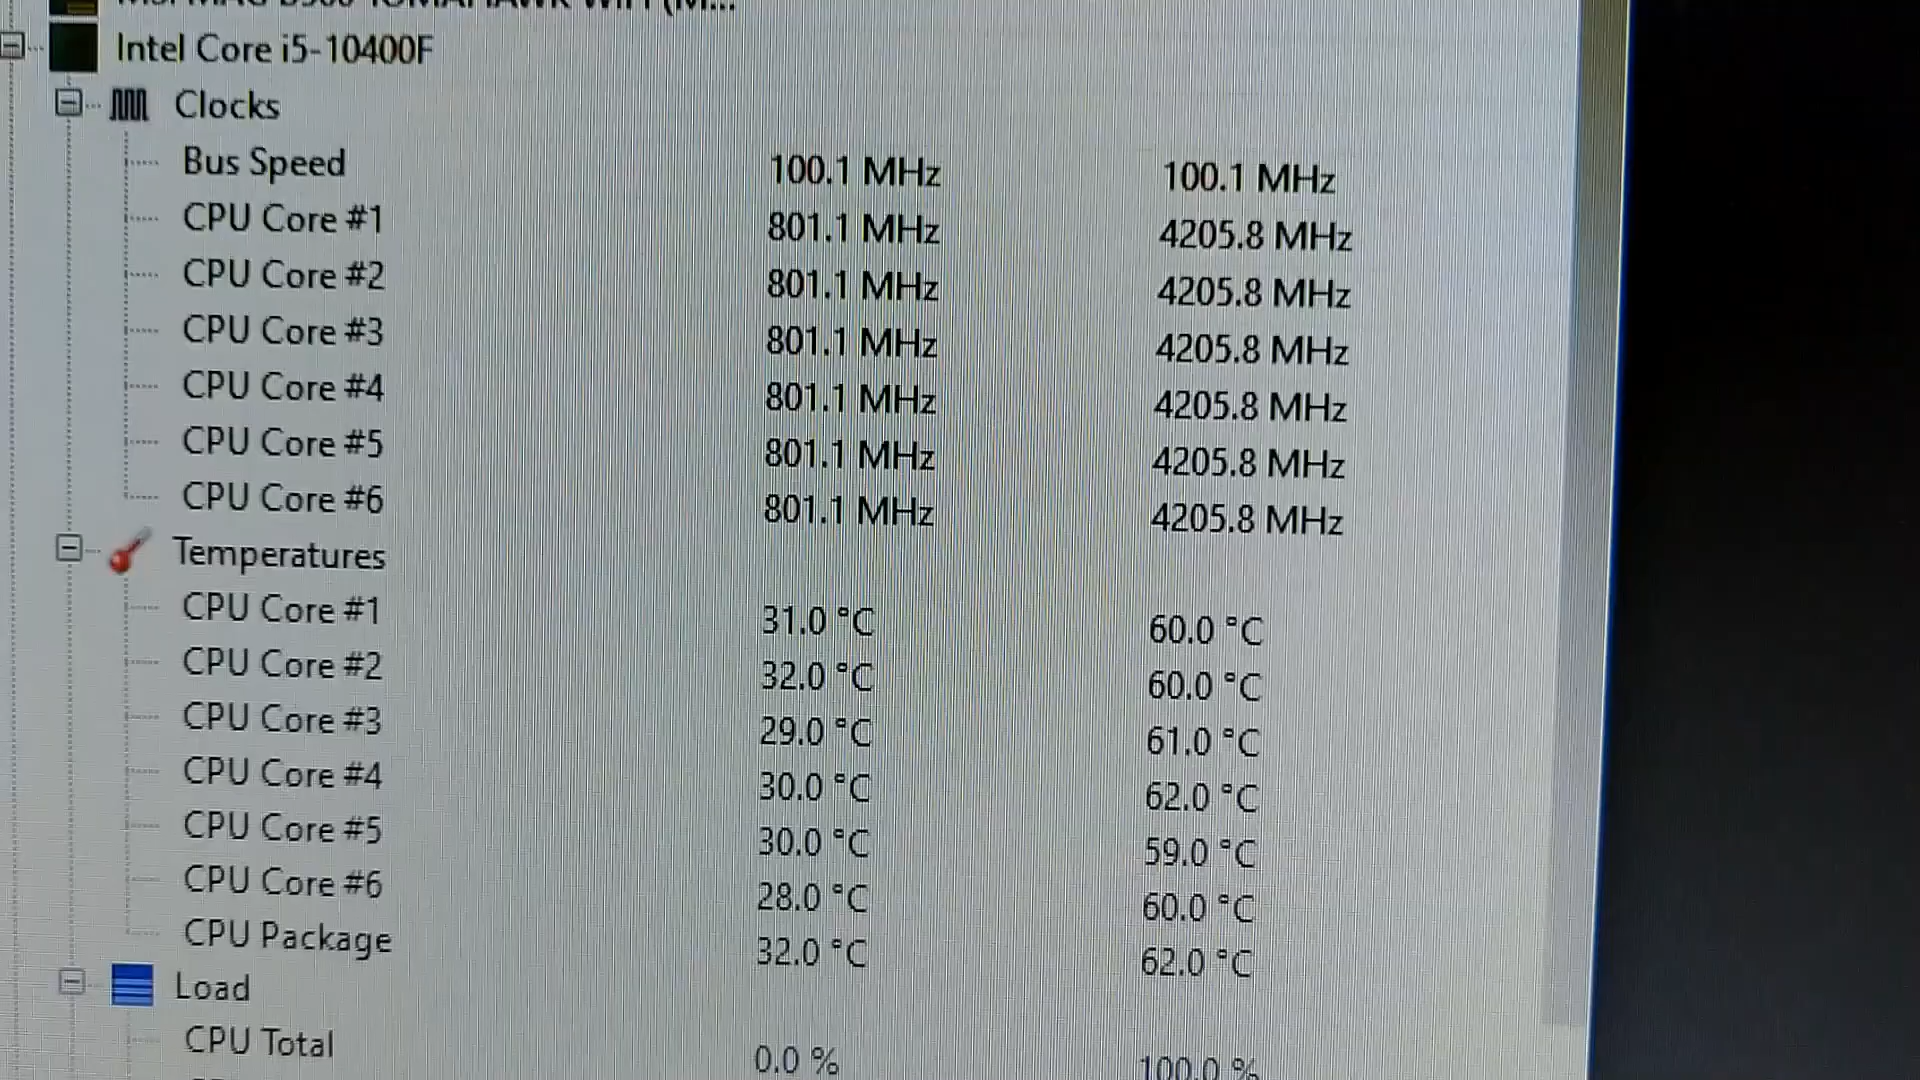 Intel Core i5-10400F
Clocks
Bus Speed 100.1 MHz 100.1 MHz
CPU Core #1 801.1 MHz 4205.8 MHz
CPU Core #2 801.1 MHz 4205.8 MHz
CPU Core #3 801.1 MHz 4205.8 MHz
CPU Core #4 801.1 MHz 4205.8 MHz
CPU Core #5 801.1 MHz 4205.8 MHz
CPU Core #6 801.1 MHz 4205.8 MHz
Temperatures
CPU Core #1 31.0 °C 60.0 °C
CPU Core #2 32.0 °C 60.0 °C
CPU Core #3 29.0 °C 61.0 °C
CPU Core #4 30.0 °C 62.0 °C
CPU Core #5 30.0 °C 59.0 °C
CPU Core #6 28.0 °C 60.0 °C
CPU Package 32.0 °C 62.0 °C
Load
CPU Total 0.0 % 100.0 %